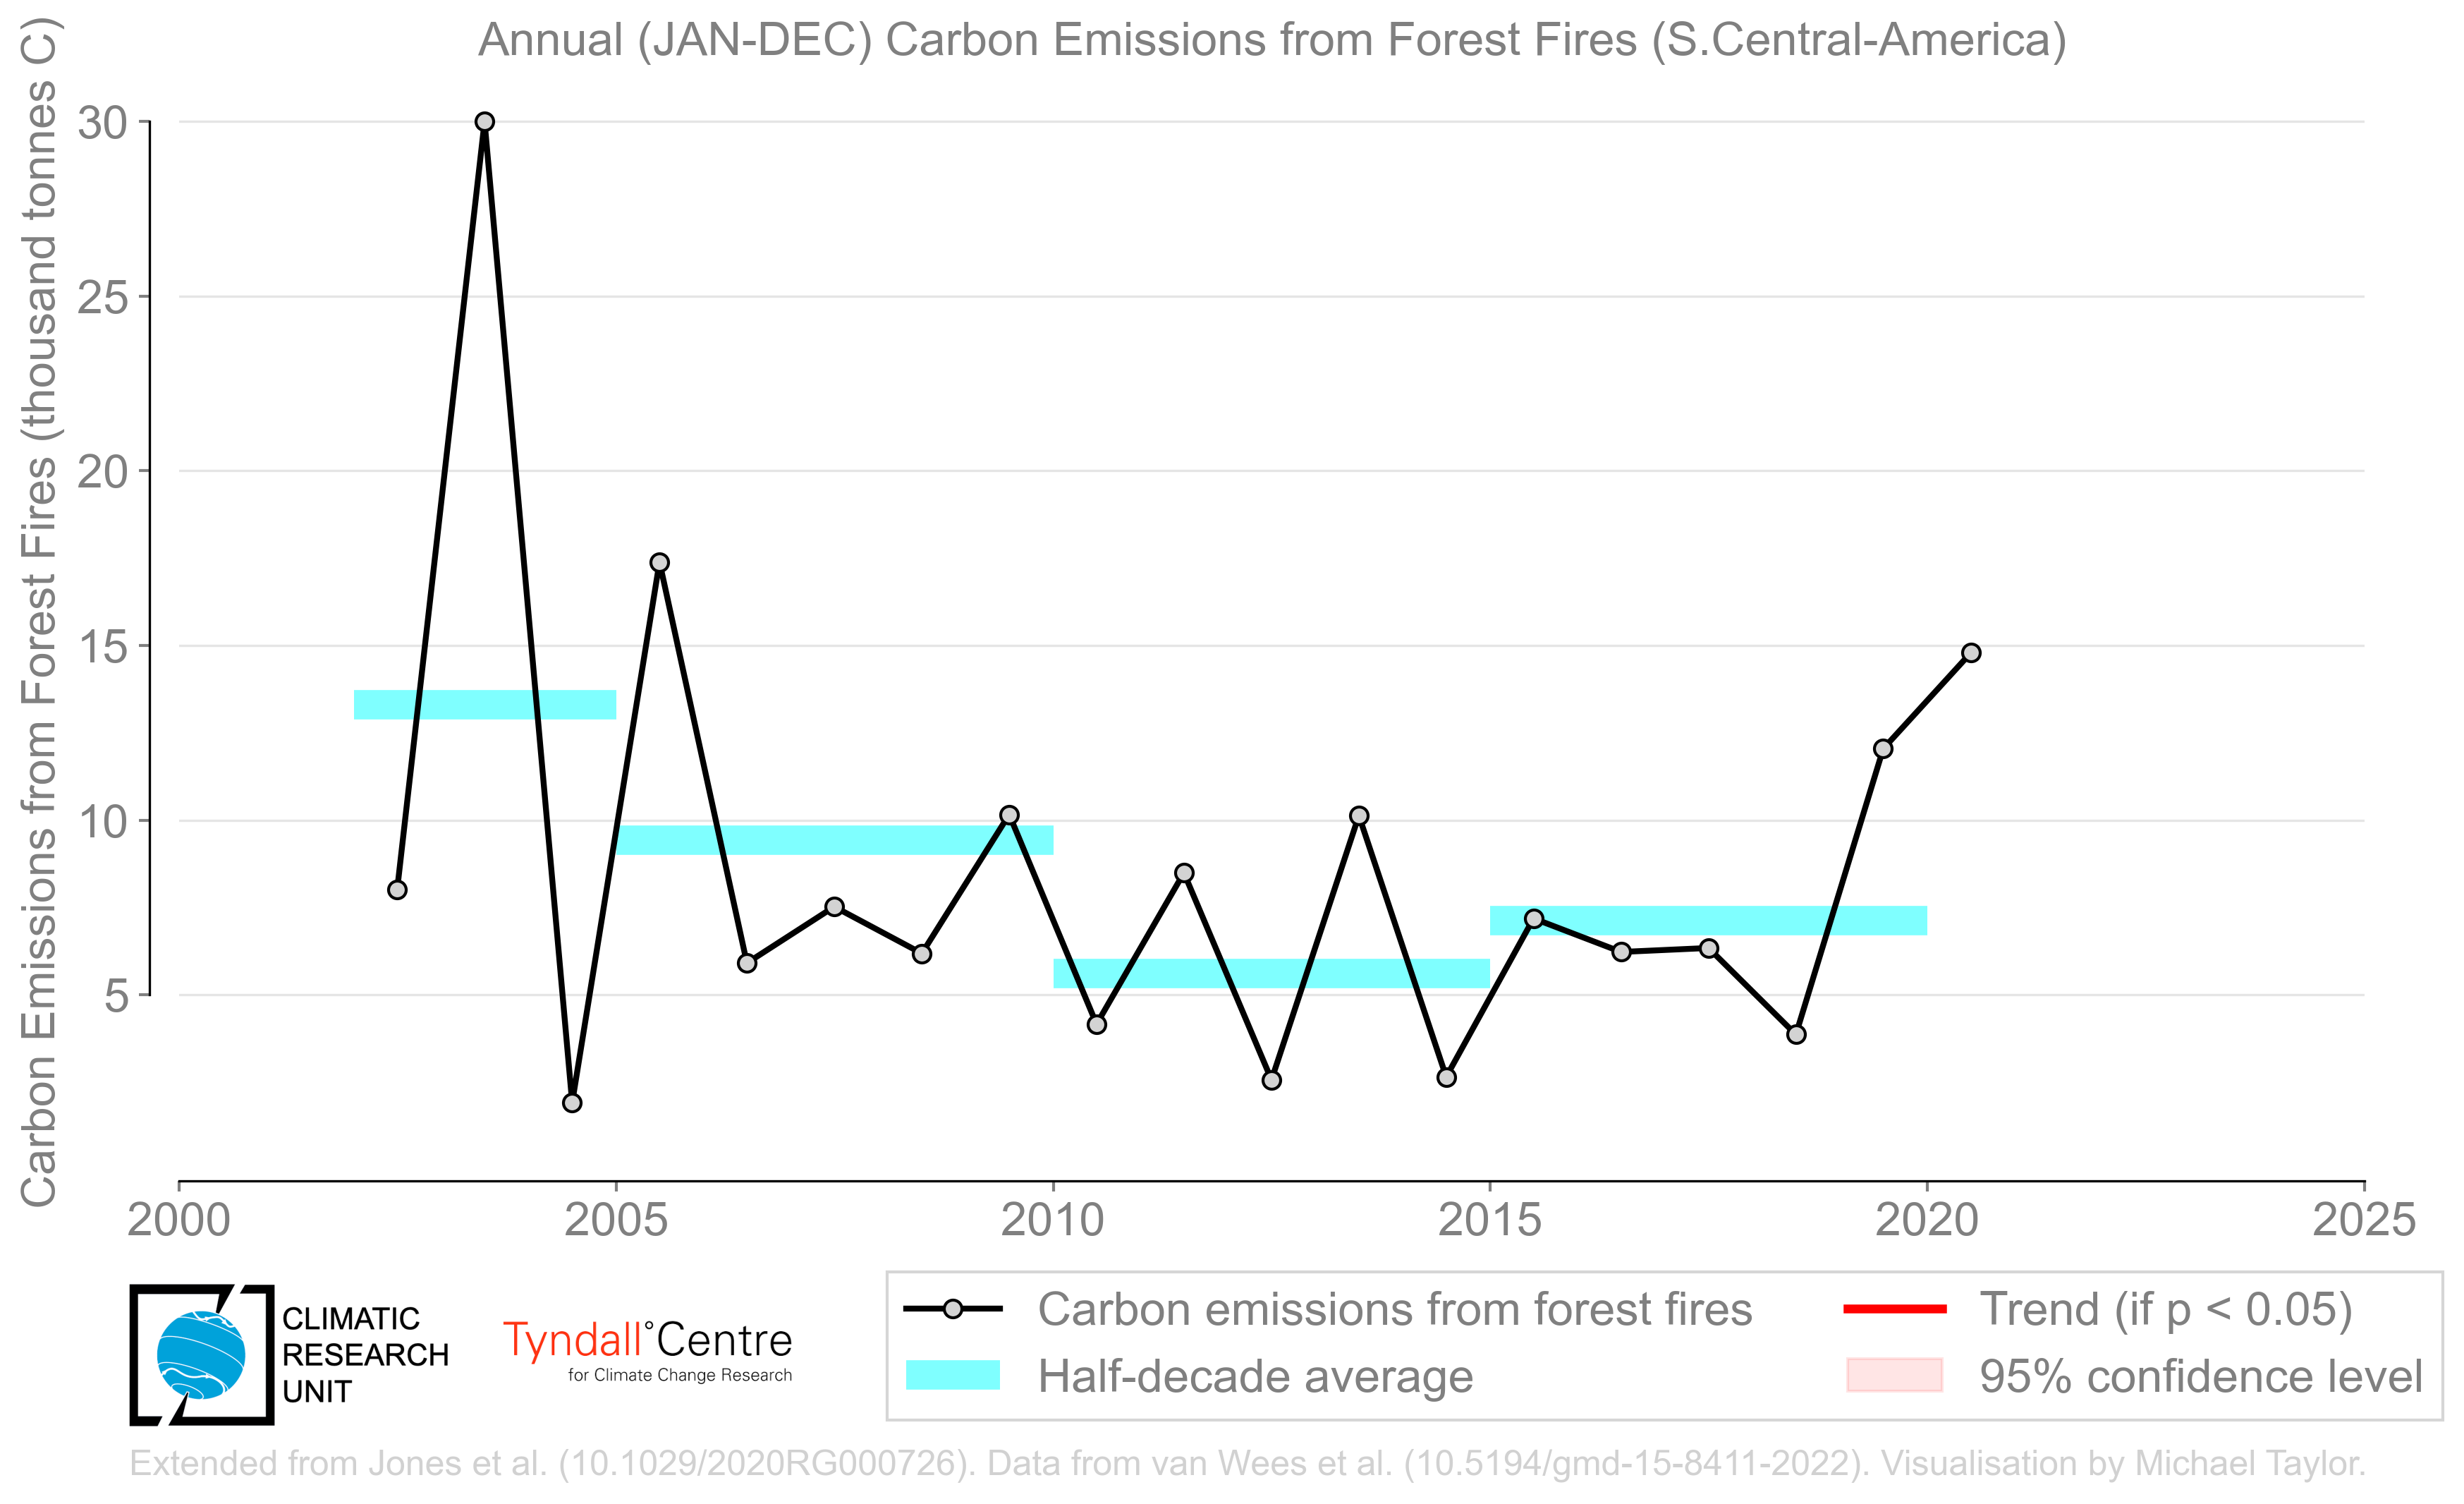 Annual (JAN-DEC) Carbon Emissions from Forest Fires (S.Central-America)
Carbon Emissions from Forest Fires (thousand tonnes C)
30
25
20
15
10
5
2000 2005 2010 2015 2020 2025
CLIMATIC
RESEARCH
UNIT
Tyndall°Centre
for Climate Change Research
Carbon emissions from forest fires
Half-decade average
Trend (if p < 0.05)
95% confidence level
Extended from Jones et al. (10.1029/2020RG000726). Data from van Wees et al. (10.5194/gmd-15-8411-2022). Visualisation by Michael Taylor.